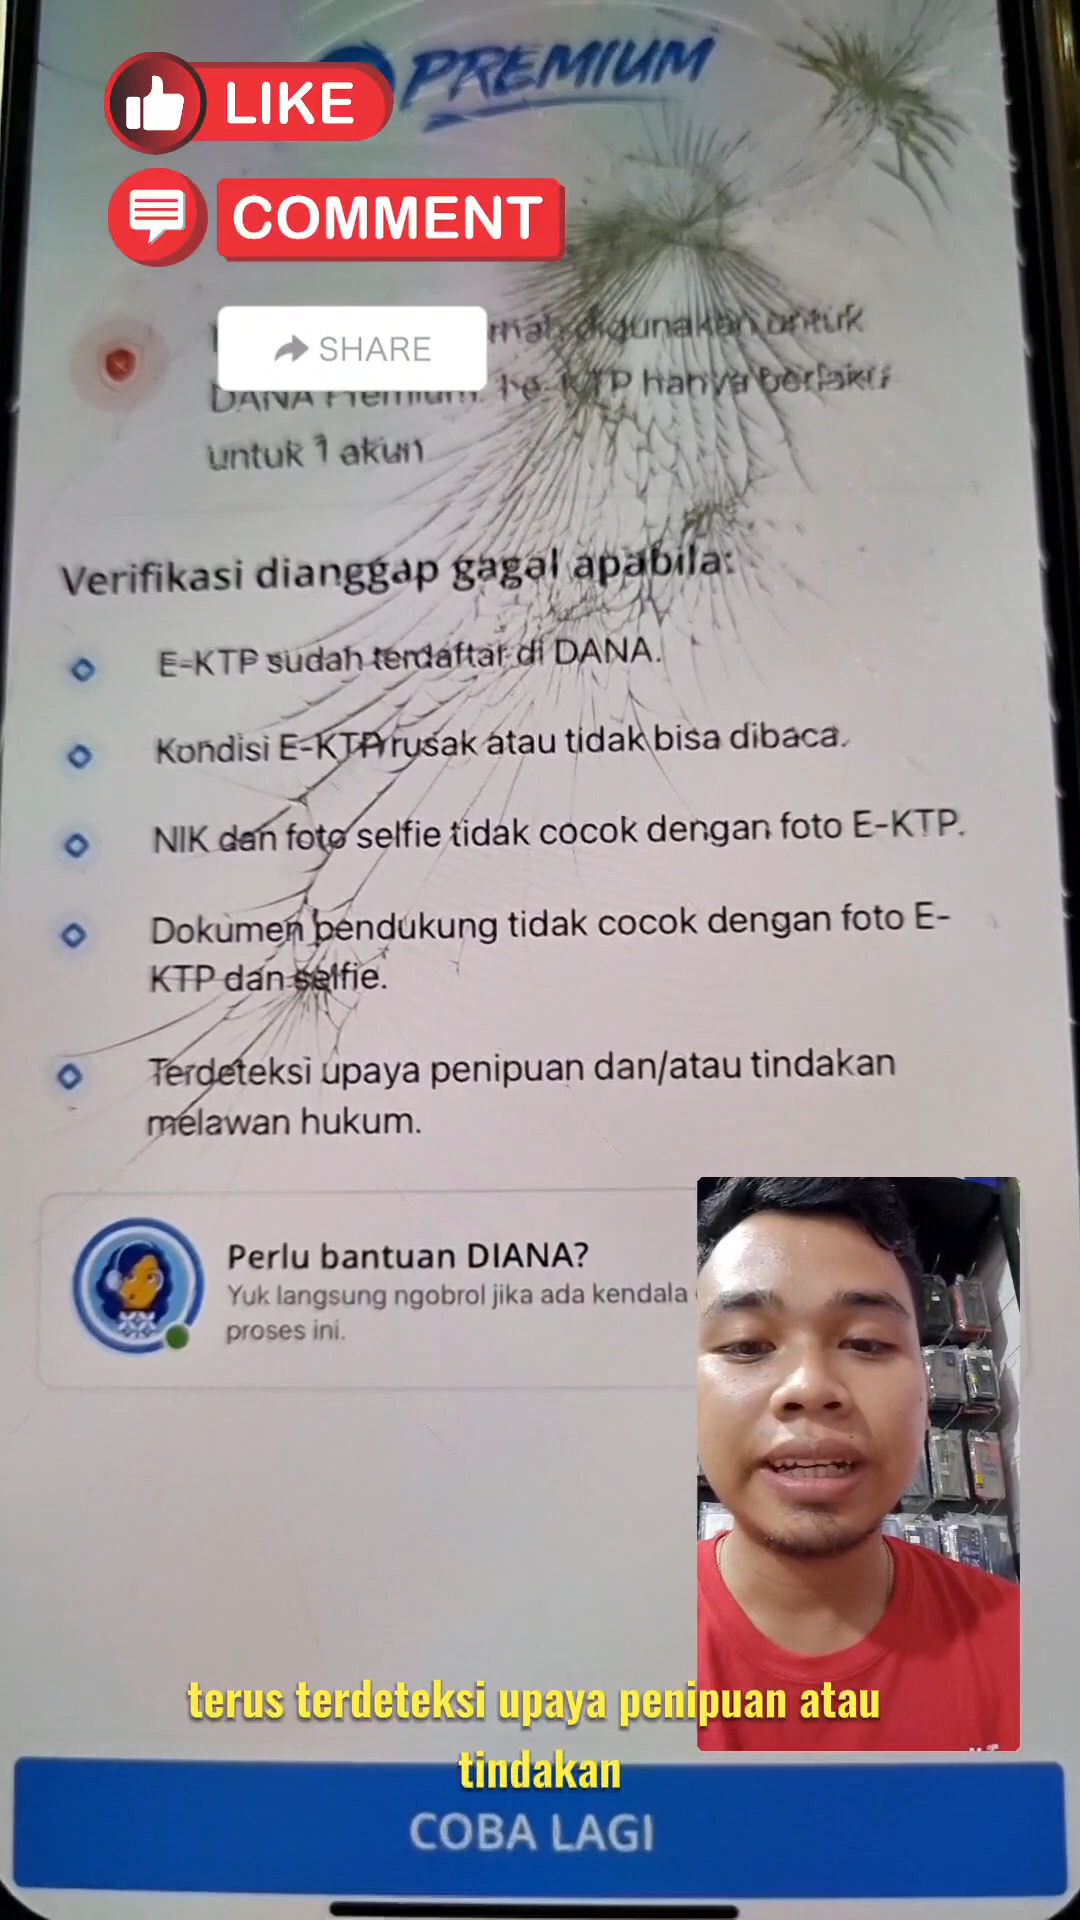 PREMIUM
LIKE
COMMENT
SHARE
digunakan untuk
DANA Premium. KTP hanya berlaku
untuk 1 akun
Verifikasi dianggap gagal apabila:
E-KTP sudah terdaftar di DANA.
Kondisi E-KTP rusak atau tidak bisa dibaca.
NIK dan foto selfie tidak cocok dengan foto E-KTP.
Dokumen pendukung tidak cocok dengan foto E-
KTP dan selfie.
Terdeteksi upaya penipuan dan/atau tindakan
melawan hukum.
Perlu bantuan DIANA?
Yuk langsung ngobrol jika ada kendala
proses ini.
terus terdeteksi upaya penipuan atau
tindakan
COBA LAGI